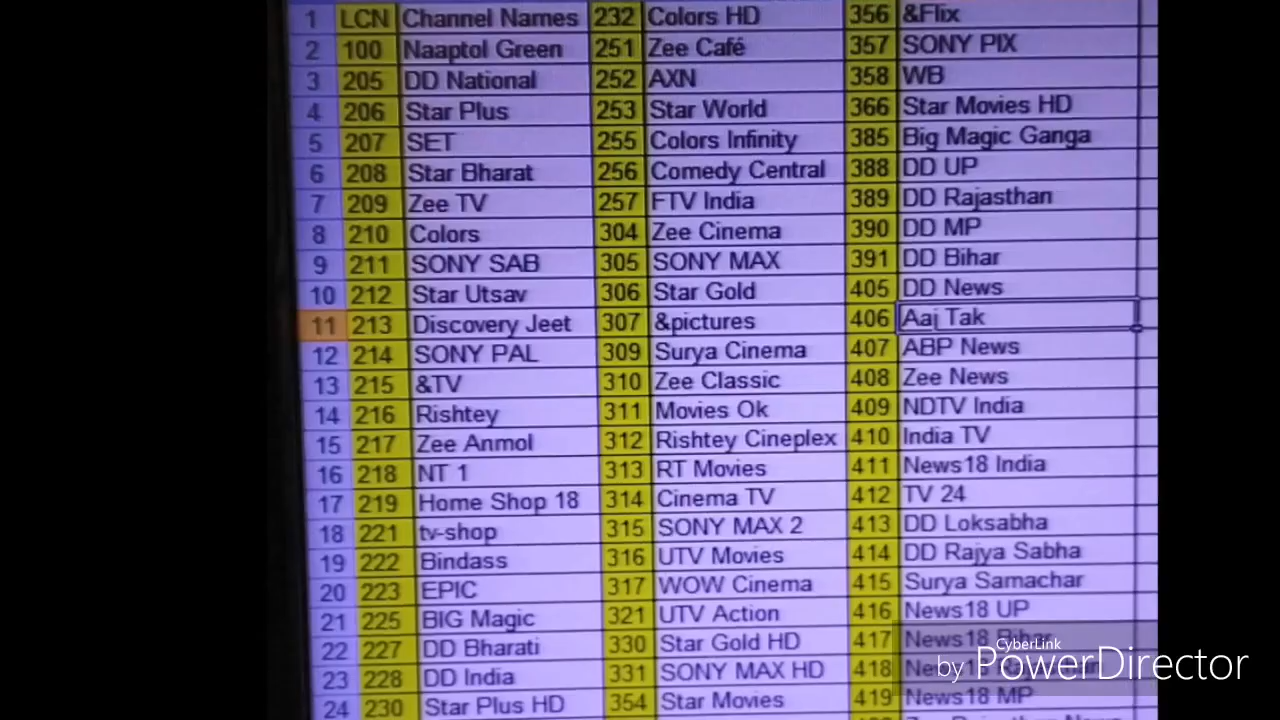 1 LCN Channel Names 232 Colors HD 356 &Flix
2 100 Naaptol Green 251 Zee Café 357 SONY PIX
3 205 DD National 252 AXN 358 WB
4 206 Star Plus 253 Star World 366 Star Movies HD
5 207 SET 255 Colors Infinity 385 Big Magic Ganga
6 208 Star Bharat 256 Comedy Central 388 DD UP
7 209 Zee TV 257 FTV India 389 DD Rajasthan
8 210 Colors 304 Zee Cinema 390 DD MP
9 211 SONY SAB 305 SONY MAX 391 DD Bihar
10 212 Star Utsav 306 Star Gold 405 DD News
11 213 Discovery Jeet 307 &pictures 406 Aaj Tak
12 214 SONY PAL 309 Surya Cinema 407 ABP News
13 215 &TV 310 Zee Classic 408 Zee News
14 216 Rishtey 311 Movies Ok 409 NDTV India
15 217 Zee Anmol 312 Rishtey Cineplex 410 India TV
16 218 NT 1 313 RT Movies 411 News18 India
17 219 Home Shop 18 314 Cinema TV 412 TV 24
18 221 tv-shop 315 SONY MAX 2 413 DD Loksabha
19 222 Bindass 316 UTV Movies 414 DD Rajya Sabha
20 223 EPIC 317 WOW Cinema 415 Surya Samachar
21 225 BIG Magic 321 UTV Action 416 News18 UP
22 227 DD Bharati 330 Star Gold HD 417 News18 Bihar
23 228 DD India 331 SONY MAX HD 418
24 230 Star Plus HD 354 Star Movies 419 News18 MP
Zee Rajasthan News
CyberLink
by PowerDirector